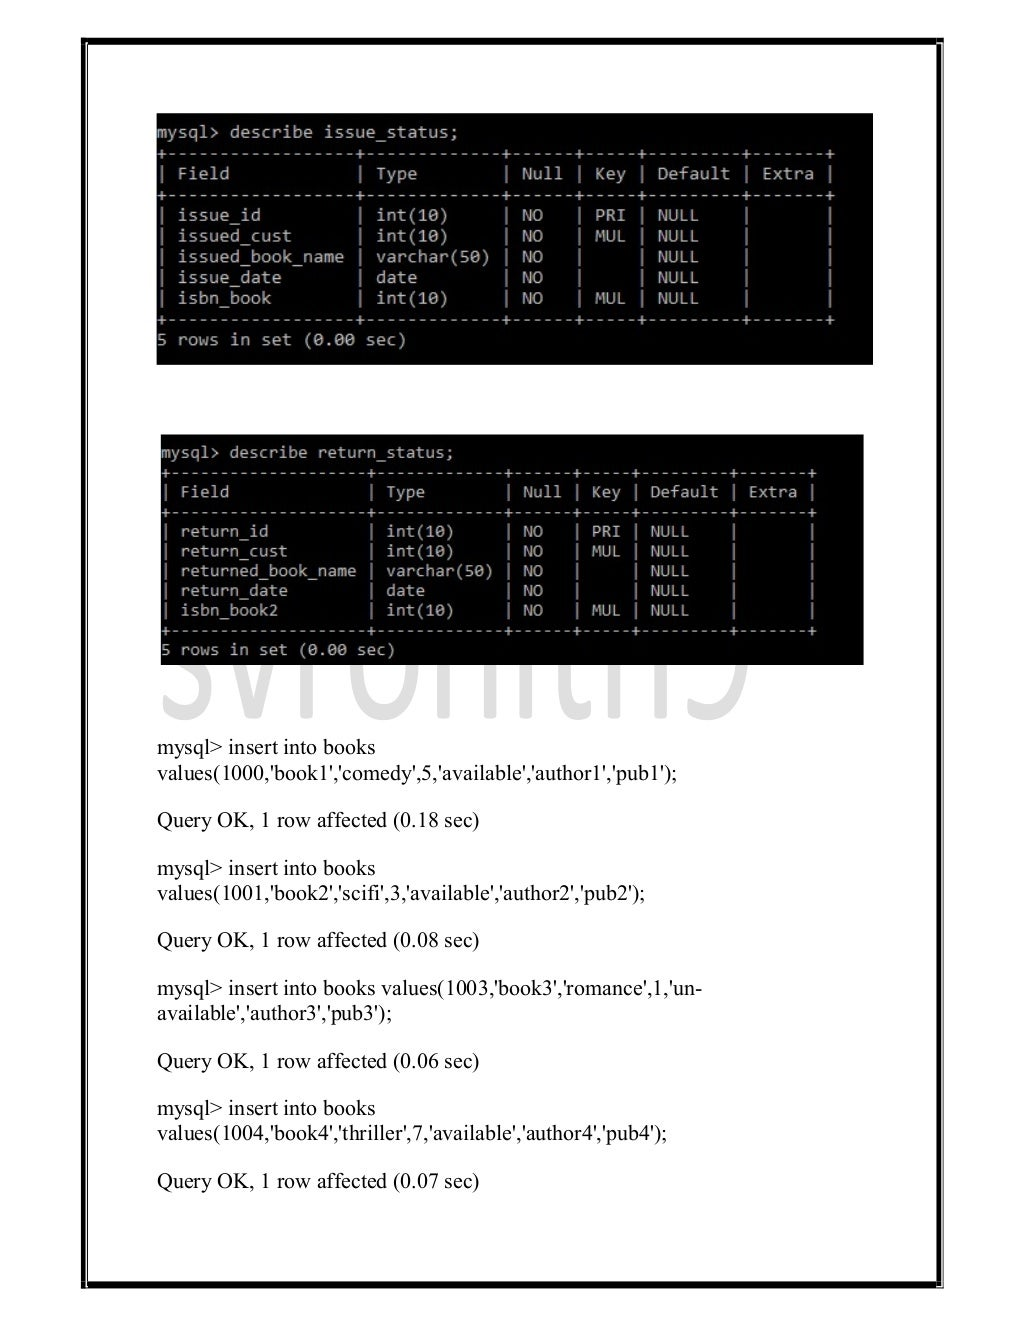 mysql> describe issue_status;
+-------------------+-------------+------+-----+---------+-------+
| Field             | Type        | Null | Key | Default | Extra |
+-------------------+-------------+------+-----+---------+-------+
| issue_id          | int(10)     | NO   | PRI | NULL    |       |
| issued_cust       | int(10)     | NO   | MUL | NULL    |       |
| issued_book_name  | varchar(50) | NO   |     | NULL    |       |
| issue_date        | date        | NO   |     | NULL    |       |
| isbn_book         | int(10)     | NO   | MUL | NULL    |       |
+-------------------+-------------+------+-----+---------+-------+
5 rows in set (0.00 sec)
mysql> describe return_status;
+--------------------+-------------+------+-----+---------+-------+
| Field              | Type        | Null | Key | Default | Extra |
+--------------------+-------------+------+-----+---------+-------+
| return_id          | int(10)     | NO   | PRI | NULL    |       |
| return_cust        | int(10)     | NO   | MUL | NULL    |       |
| returned_book_name | varchar(50) | NO   |     | NULL    |       |
| return_date        | date        | NO   |     | NULL    |       |
| isbn_book2         | int(10)     | NO   | MUL | NULL    |       |
+--------------------+-------------+------+-----+---------+-------+
5 rows in set (0.00 sec)
mysql> insert into books
values(1000,'book1','comedy',5,'available','author1','pub1');
Query OK, 1 row affected (0.18 sec)
mysql> insert into books
values(1001,'book2','scifi',3,'available','author2','pub2');
Query OK, 1 row affected (0.08 sec)
mysql> insert into books values(1003,'book3','romance',1,'un-
available','author3','pub3');
Query OK, 1 row affected (0.06 sec)
mysql> insert into books
values(1004,'book4','thriller',7,'available','author4','pub4');
Query OK, 1 row affected (0.07 sec)